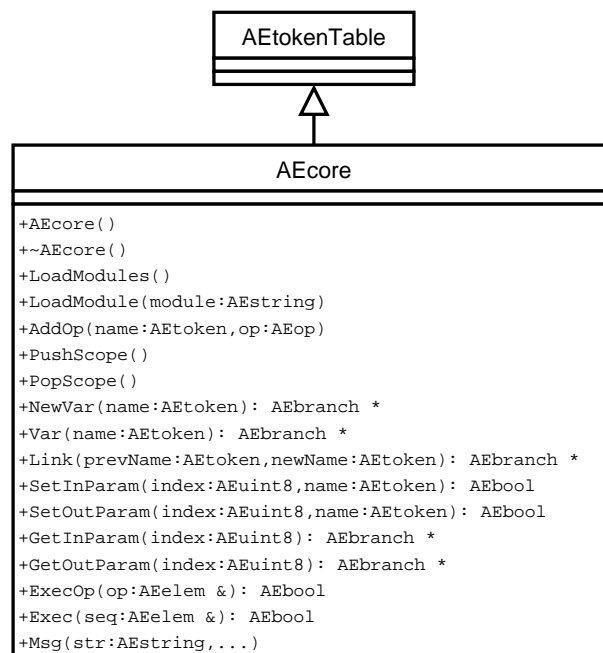 AEtokenTable
AEcore
+AEcore()
+~AEcore()
+LoadModules()
+LoadModule(module:AEstring)
+AddOp(name:AEtoken,op:AEop)
+PushScope()
+PopScope()
+NewVar(name:AEtoken): AEbranch *
+Var(name:AEtoken): AEbranch *
+Link(prevName:AEtoken,newName:AEtoken): AEbranch *
+SetInParam(index:AEuint8,name:AEtoken): AEbool
+SetOutParam(index:AEuint8,name:AEtoken): AEbool
+GetInParam(index:AEuint8): AEbranch *
+GetOutParam(index:AEuint8): AEbranch *
+ExecOp(op:AEelem &): AEbool
+Exec(seq:AEelem &): AEbool
+Msg(str:AEstring,...)